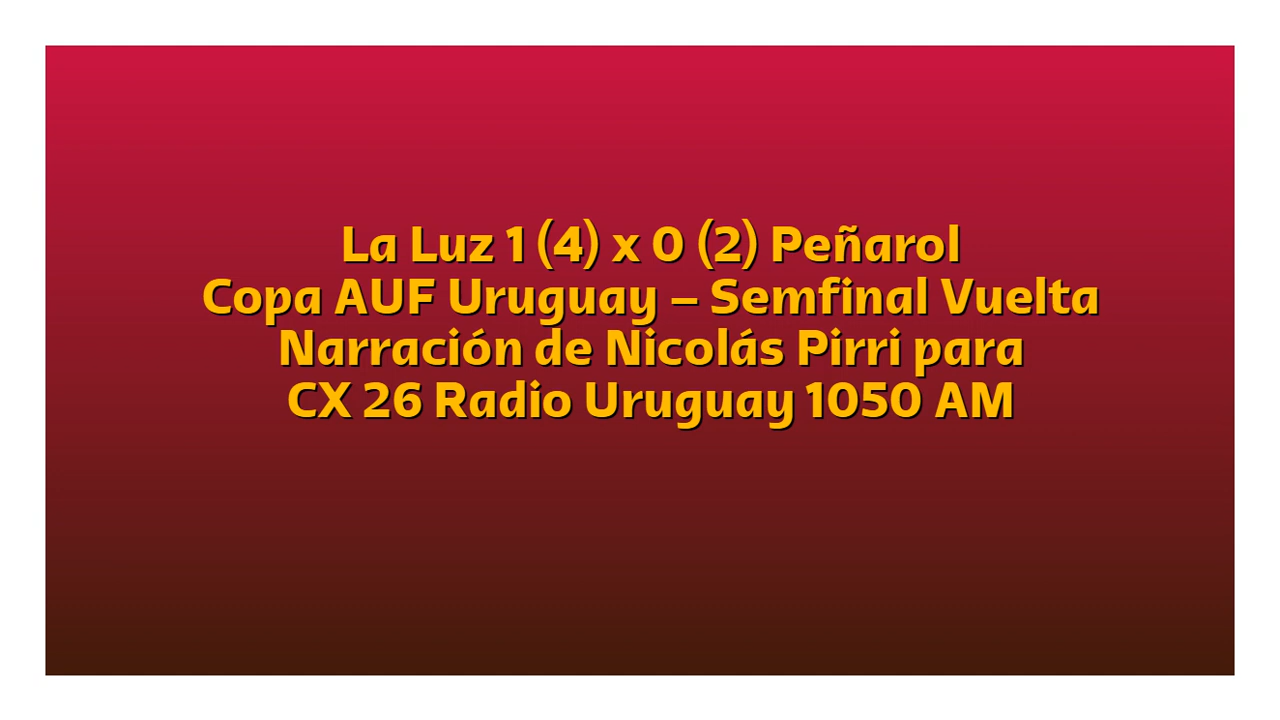 La Luz 1 (4) x 0 (2) Peñarol
Copa AUF Uruguay – Semfinal Vuelta
Narración de Nicolás Pirri para
CX 26 Radio Uruguay 1050 AM